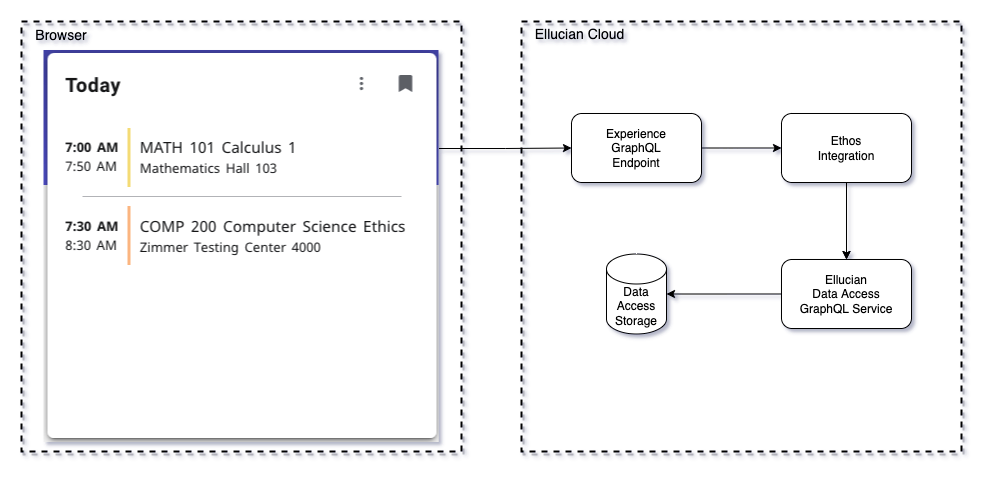 Browser
Today
7:00 AM
7:50 AM
MATH 101 Calculus 1
Mathematics Hall 103
7:30 AM
8:30 AM
COMP 200 Computer Science Ethics
Zimmer Testing Center 4000
Ellucian Cloud
Experience
GraphQL
Endpoint
Ethos
Integration
Ellucian
Data Access
GraphQL Service
Data
Access
Storage